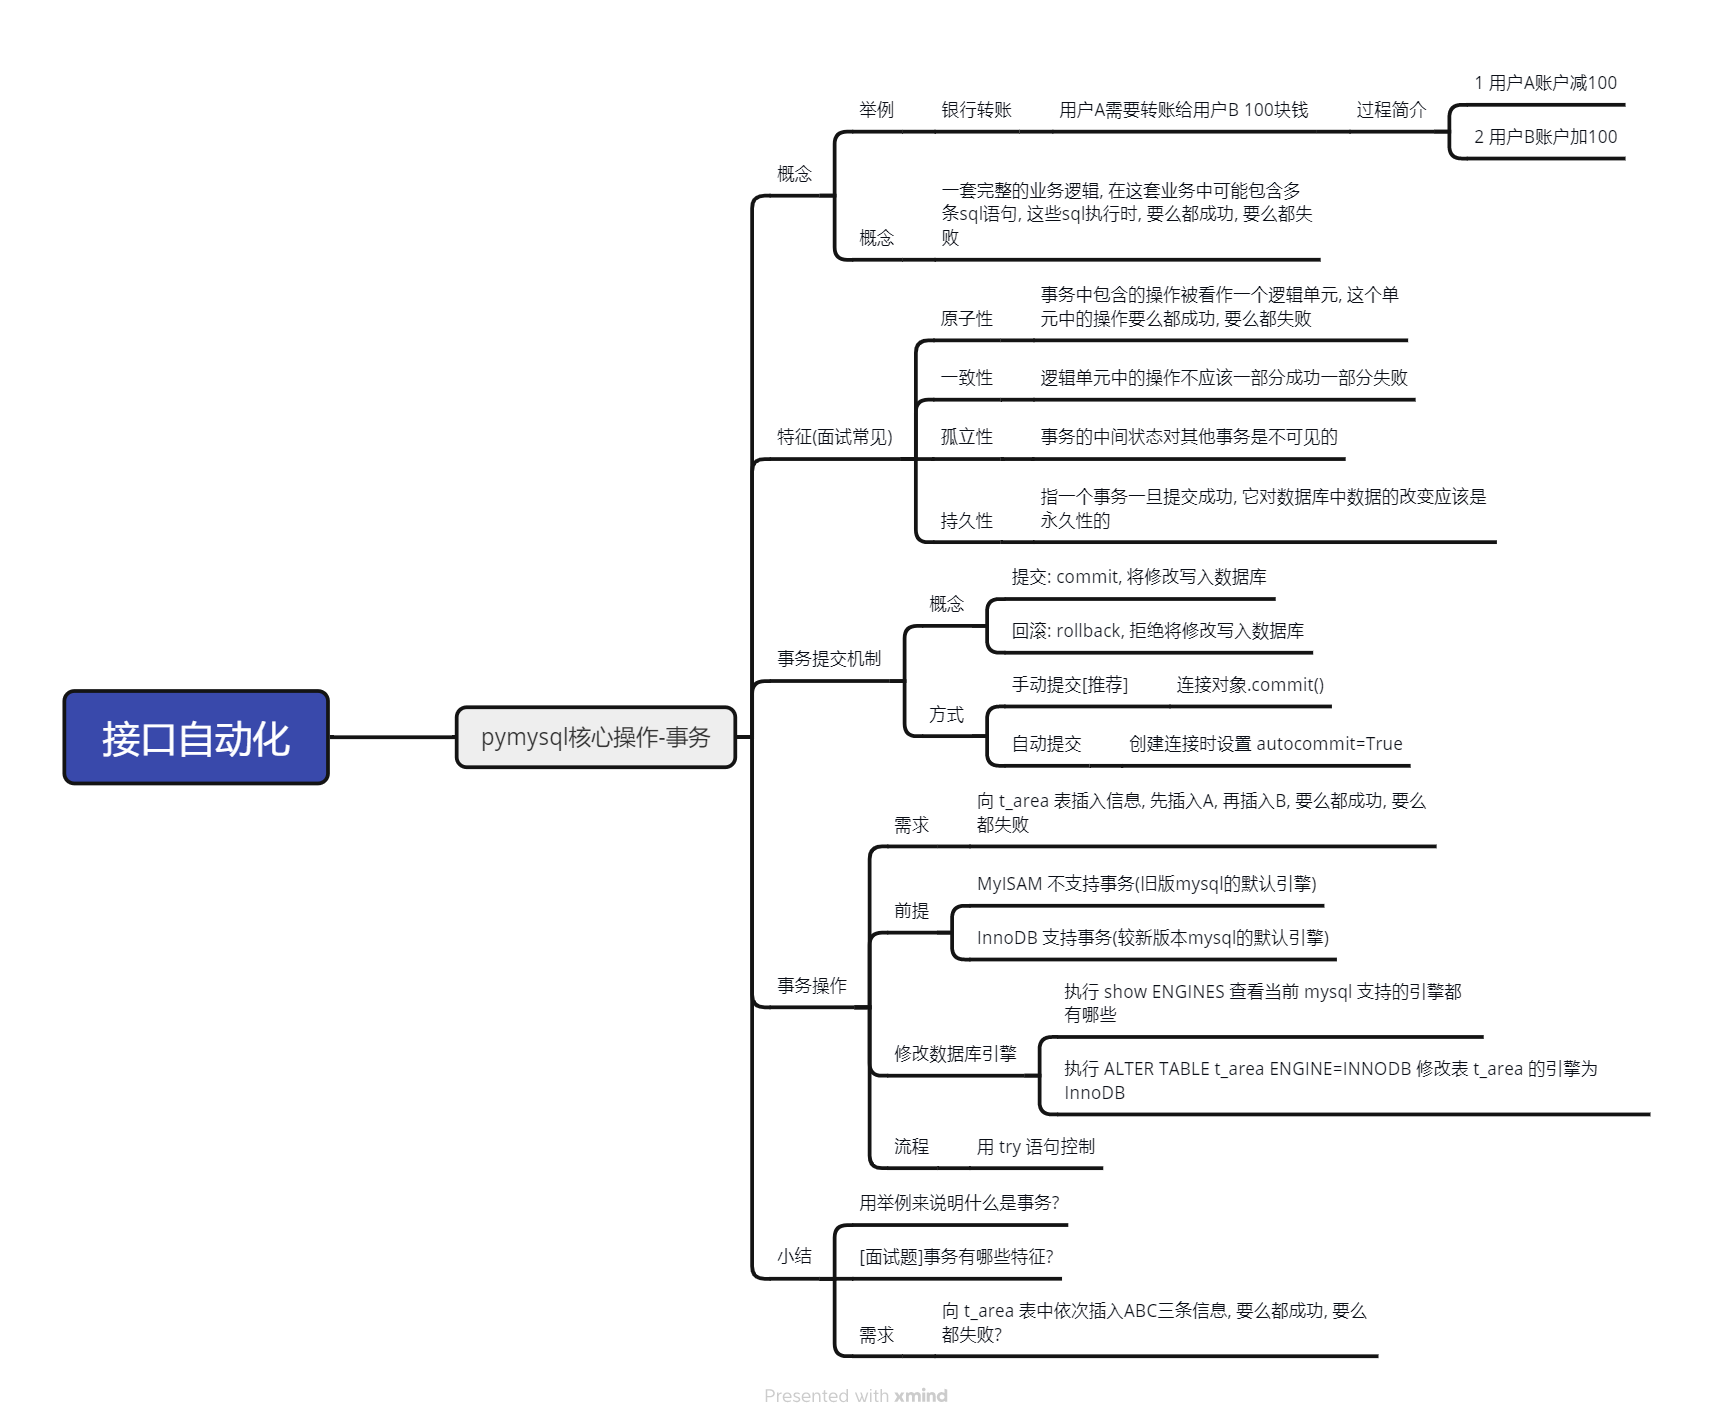 接口自动化
pymysql核心操作-事务
概念
举例
银行转账
用户A需要转账给用户B 100块钱
过程简介
1 用户A账户减100
2 用户B账户加100
概念
一套完整的业务逻辑, 在这套业务中可能包含多
条sql语句, 这些sql执行时, 要么都成功, 要么都失
败
特征(面试常见)
原子性
事务中包含的操作被看作一个逻辑单元, 这个单
元中的操作要么都成功, 要么都失败
一致性
逻辑单元中的操作不应该一部分成功一部分失败
孤立性
事务的中间状态对其他事务是不可见的
持久性
指一个事务一旦提交成功, 它对数据库中数据的改变应该是
永久性的
事务提交机制
概念
提交: commit, 将修改写入数据库
回滚: rollback, 拒绝将修改写入数据库
方式
手动提交[推荐]
连接对象.commit()
自动提交
创建连接时设置 autocommit=True
事务操作
需求
向 t_area 表插入信息, 先插入A, 再插入B, 要么都成功, 要么
都失败
前提
MyISAM 不支持事务(旧版mysql的默认引擎)
InnoDB 支持事务(较新版本mysql的默认引擎)
修改数据库引擎
执行 show ENGINES 查看当前 mysql 支持的引擎都
有哪些
执行 ALTER TABLE t_area ENGINE=INNODB 修改表 t_area 的引擎为
InnoDB
流程
用 try 语句控制
小结
用举例来说明什么是事务?
[面试题]事务有哪些特征?
需求
向 t_area 表中依次插入ABC三条信息, 要么都成功, 要么
都失败?
Presented with xmind